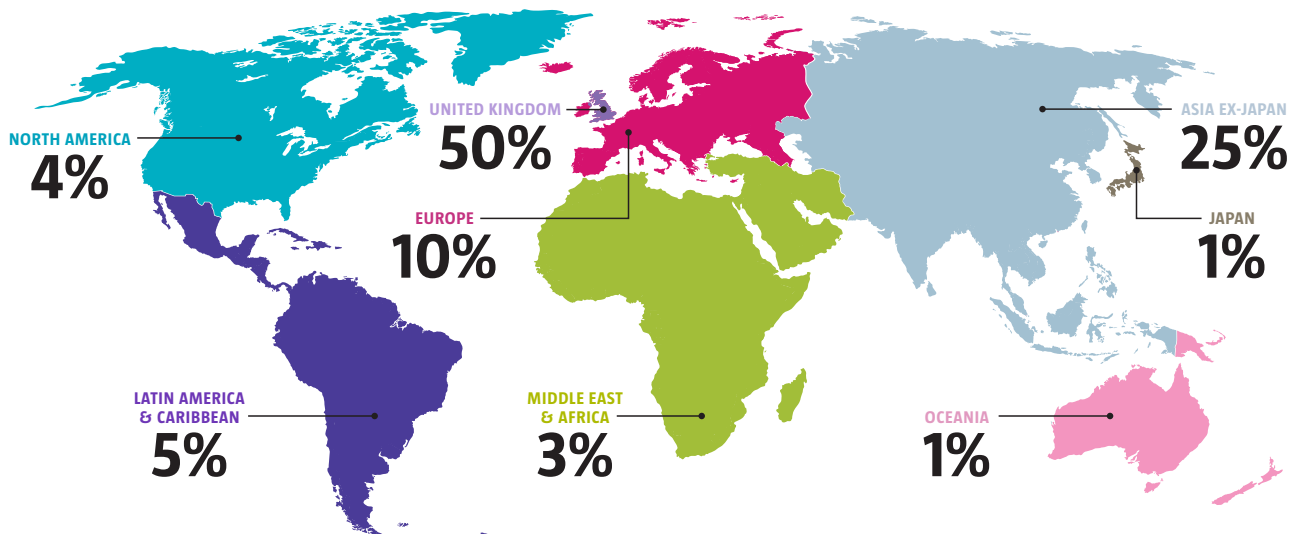 NORTH AMERICA
4%
UNITED KINGDOM
50%
EUROPE
10%
ASIA EX-JAPAN
25%
JAPAN
1%
LATIN AMERICA
& CARIBBEAN
5%
MIDDLE EAST
& AFRICA
3%
OCEANIA
1%